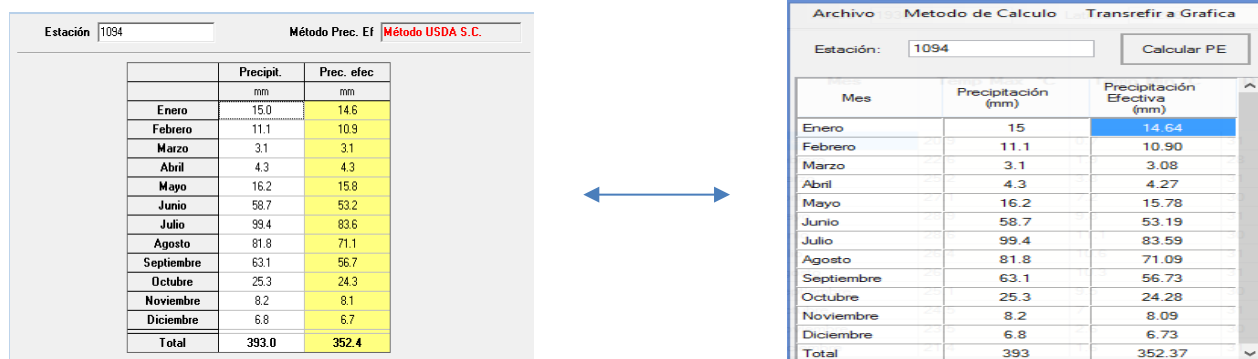 Estación 1094 Método Prec. Ef Método USDA S.C.
Precipit. Prec. efec
mm mm
Enero 15.0 14.6
Febrero 11.1 10.9
Marzo 3.1 3.1
Abril 4.3 4.3
Mayo 16.2 15.8
Junio 58.7 53.2
Julio 99.4 83.6
Agosto 81.8 71.1
Septiembre 63.1 56.7
Octubre 25.3 24.3
Noviembre 8.2 8.1
Diciembre 6.8 6.7
Total 393.0 352.4
Archivo Metodo de Calculo Transrefir a Grafica
Estación: 1094 Calcular PE
Mes Precipitación (mm) Precipitación Efectiva (mm)
Enero 15 14.64
Febrero 11.1 10.90
Marzo 3.1 3.08
Abril 4.3 4.27
Mayo 16.2 15.78
Junio 58.7 53.19
Julio 99.4 83.59
Agosto 81.8 71.09
Septiembre 63.1 56.73
Octubre 25.3 24.28
Noviembre 8.2 8.09
Diciembre 6.8 6.73
Total 393 352.37